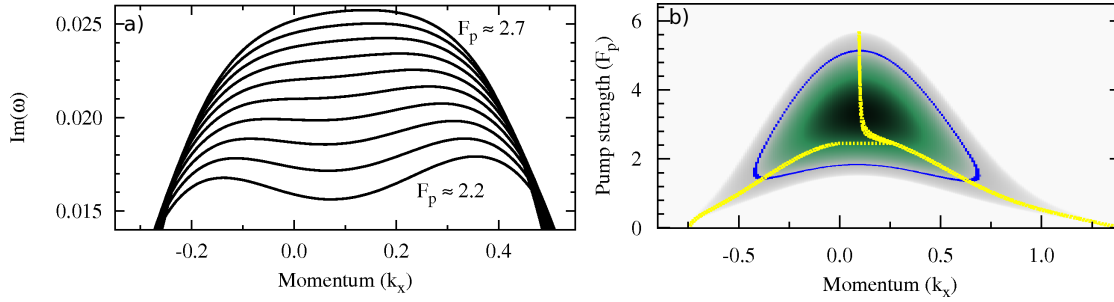 a)
F_p ≈ 2.7
F_p ≈ 2.2
Im(ω)
0.025
0.020
0.015
-0.2 0.0 0.2 0.4
Momentum (k_x)
b)
Pump strength (F_p)
6
4
2
0
-0.5 0.0 0.5 1.0
Momentum (k_x)